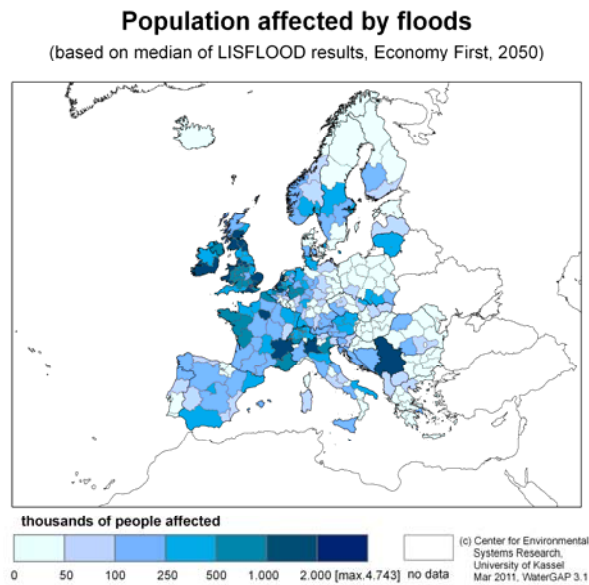 Population affected by floods
(based on median of LISFLOOD results, Economy First, 2050)
thousands of people affected
0 50 100 250 500 1.000 2.000 [max.4.743] no data
(c) Center for Environmental
Systems Research,
University of Kassel
Mar 2011, WaterGAP 3.1